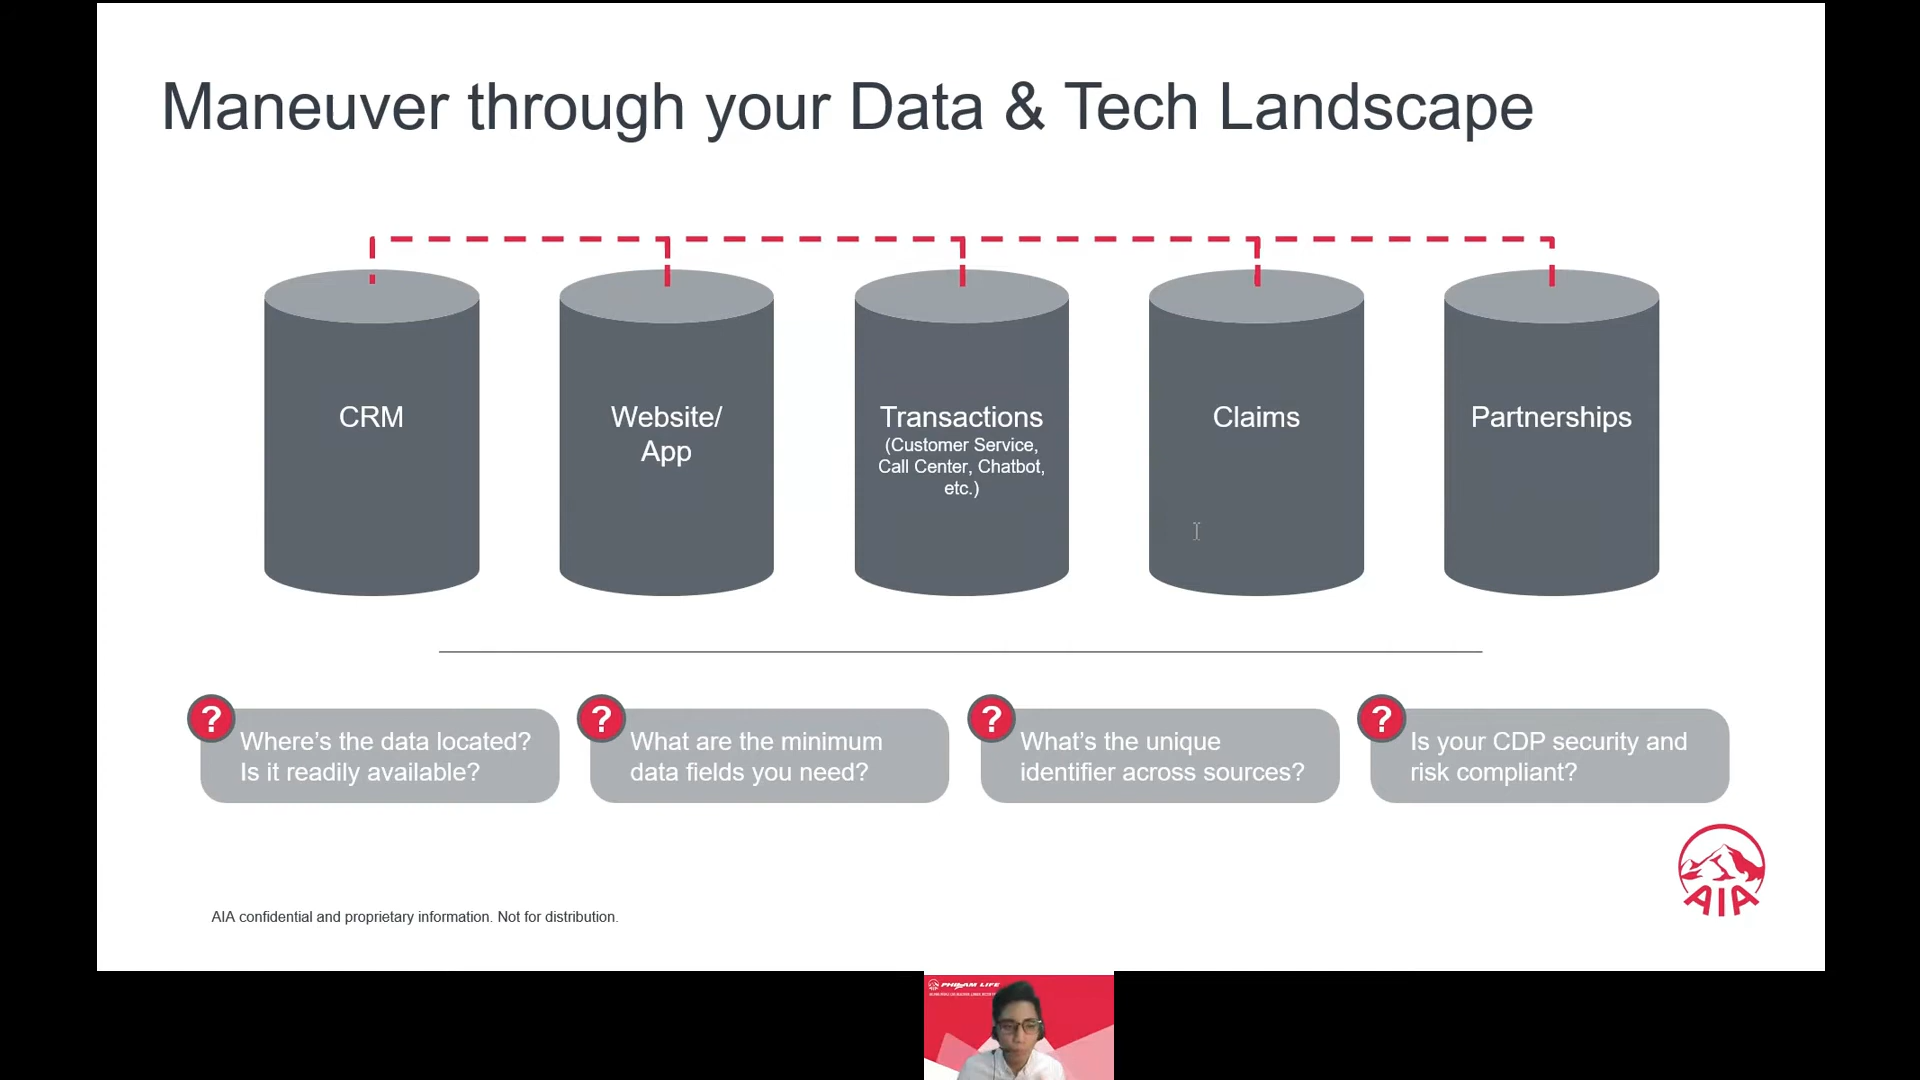 Maneuver through your Data & Tech Landscape
CRM
Website/
App
Transactions
(Customer Service,
Call Center, Chatbot,
etc.)
Claims
Partnerships
?
Where’s the data located?
Is it readily available?
?
What are the minimum
data fields you need?
?
What’s the unique
identifier across sources?
?
Is your CDP security and
risk compliant?
AIA
AIA confidential and proprietary information. Not for distribution.
PHILAM LIFE